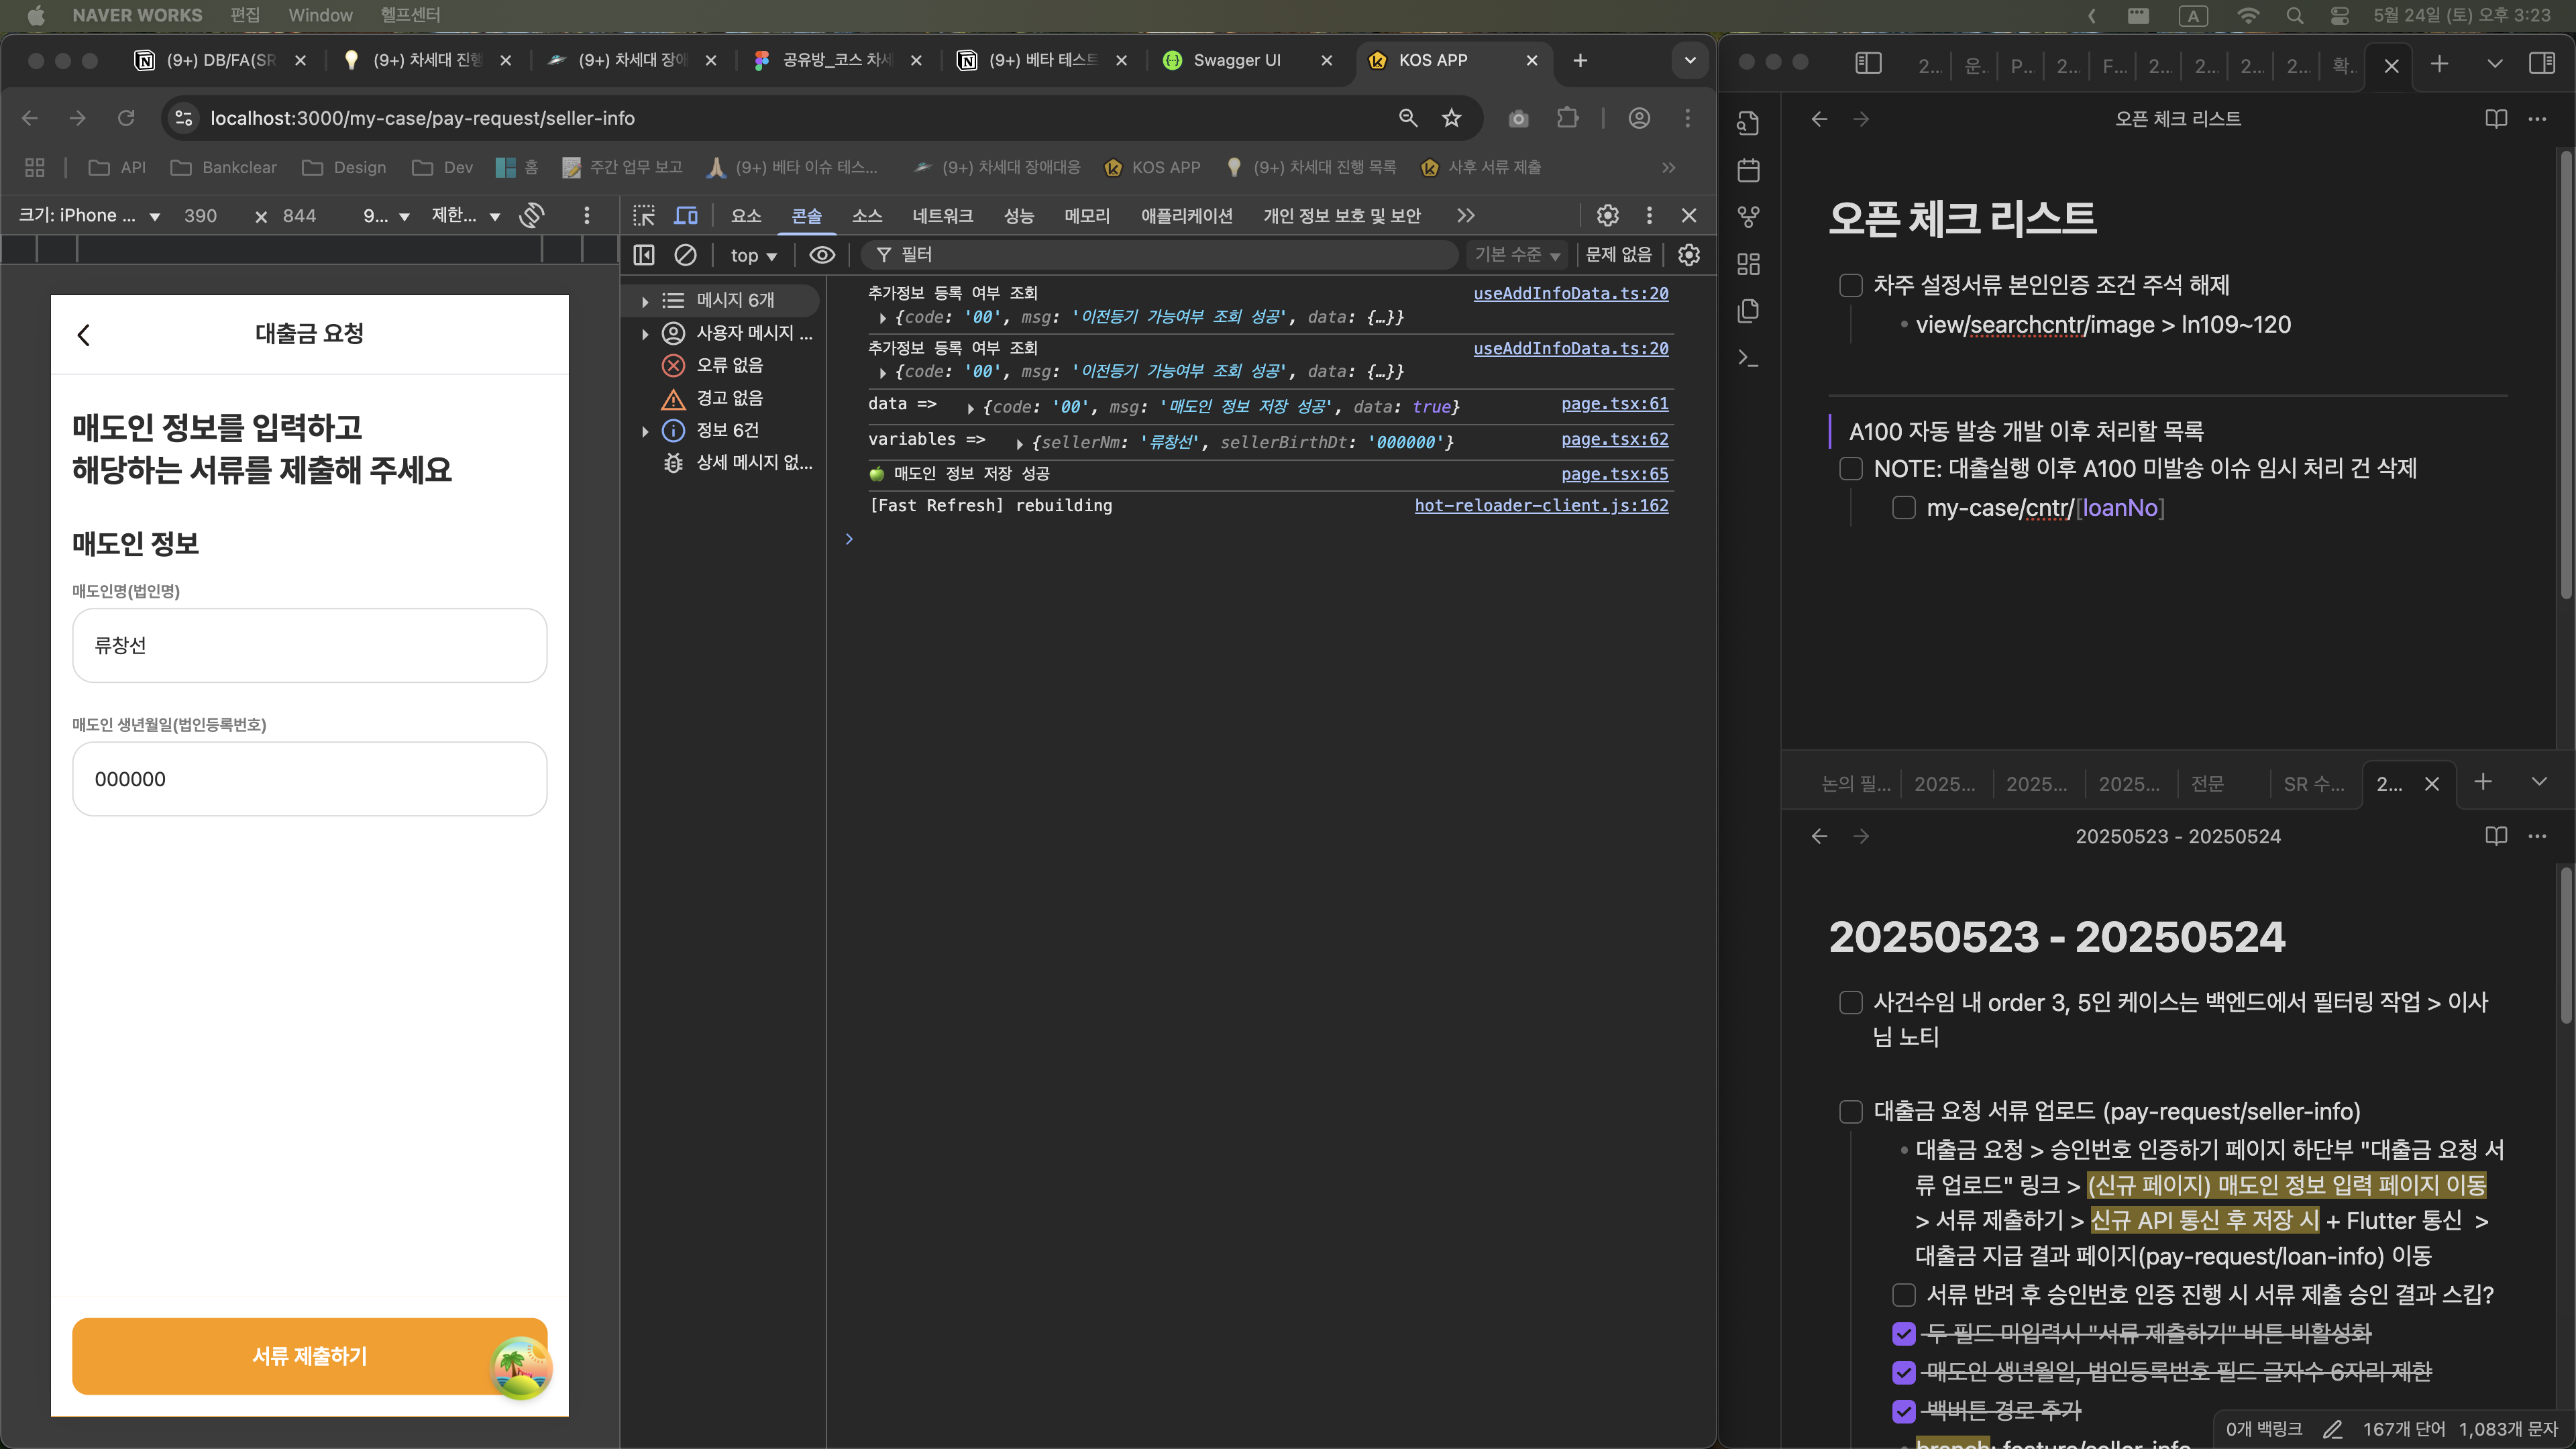 NAVER WORKS 편집 Window 헬프센터
A 5월 24일 (토) 오후 3:23
(9+) DB/FA(SR (9+) 차세대 진행 (9+) 차세대 장애 공유방_코스 차세 (9+) 베타 테스트 Swagger UI KOS APP
localhost:3000/my-case/pay-request/seller-info
API Bankclear Design Dev 홈 주간 업무 보고 (9+) 베타 이슈 테스... (9+) 차세대 장애대응 KOS APP (9+) 차세대 진행 목록 사후 서류 제출
크기: iPhone ... 390 x 844 9... 제한...
요소 콘솔 소스 네트워크 성능 메모리 애플리케이션 개인 정보 보호 및 보안
top 필터 기본 수준 문제 없음
대출금 요청
매도인 정보를 입력하고
해당하는 서류를 제출해 주세요
매도인 정보
매도인명(법인명)
류창선
매도인 생년월일(법인등록번호)
000000
서류 제출하기
메시지 6개
사용자 메시지 ...
오류 없음
경고 없음
정보 6건
상세 메시지 없...
추가정보 등록 여부 조회 useAddInfoData.ts:20
{code: '00', msg: '이전등기 가능여부 조회 성공', data: {…}}
추가정보 등록 여부 조회 useAddInfoData.ts:20
{code: '00', msg: '이전등기 가능여부 조회 성공', data: {…}}
data => {code: '00', msg: '매도인 정보 저장 성공', data: true} page.tsx:61
variables => {sellerNm: '류창선', sellerBirthDt: '000000'} page.tsx:62
🍏 매도인 정보 저장 성공 page.tsx:65
[Fast Refresh] rebuilding hot-reloader-client.js:162
2... 운. P... 2... F... 2... 2... 2... 2... 확.
오픈 체크 리스트
오픈 체크 리스트
차주 설정서류 본인인증 조건 주석 해제
view/searchcntr/image > ln109~120
A100 자동 발송 개발 이후 처리할 목록
NOTE: 대출실행 이후 A100 미발송 이슈 임시 처리 건 삭제
my-case/cntr/[loanNo]
논의 필... 2025... 2025... 2025... 전문 SR 수... 2...
20250523 - 20250524
20250523 - 20250524
사건수임 내 order 3, 5인 케이스는 백엔드에서 필터링 작업 > 이사
님 노티
대출금 요청 서류 업로드 (pay-request/seller-info)
대출금 요청 > 승인번호 인증하기 페이지 하단부 "대출금 요청 서
류 업로드" 링크 > (신규 페이지) 매도인 정보 입력 페이지 이동
> 서류 제출하기 > 신규 API 통신 후 저장 시 + Flutter 통신 >
대출금 지급 결과 페이지(pay-request/loan-info) 이동
서류 반려 후 승인번호 인증 진행 시 서류 제출 승인 결과 스킵?
두 필드 미입력시 "서류 제출하기" 버튼 비활성화
매도인 생년월일, 법인등록번호 필드 글자수 6자리 제한
백버튼 경로 추가
branch: feature/seller-info
0개 백링크 167개 단어 1,083개 문자